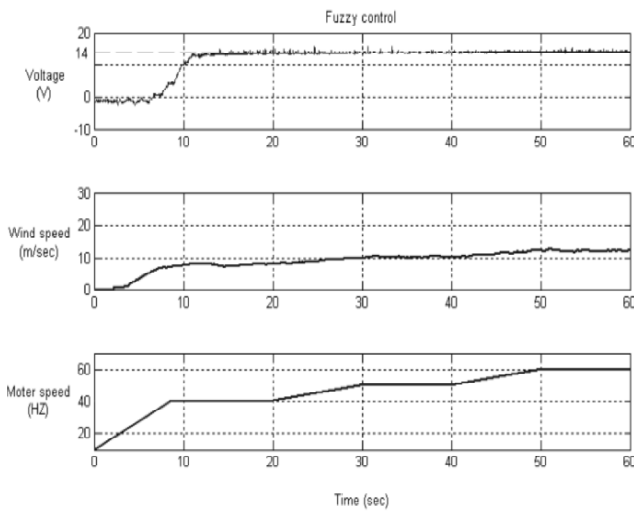 Fuzzy control
20
14
Voltage
(V)
0
-10
0 10 20 30 40 50 60
30
20
Wind speed
(m/sec)
10
0
0 10 20 30 40 50 60
60
Moter speed
(HZ)
40
20
0 10 20 30 40 50 60
Time (sec)